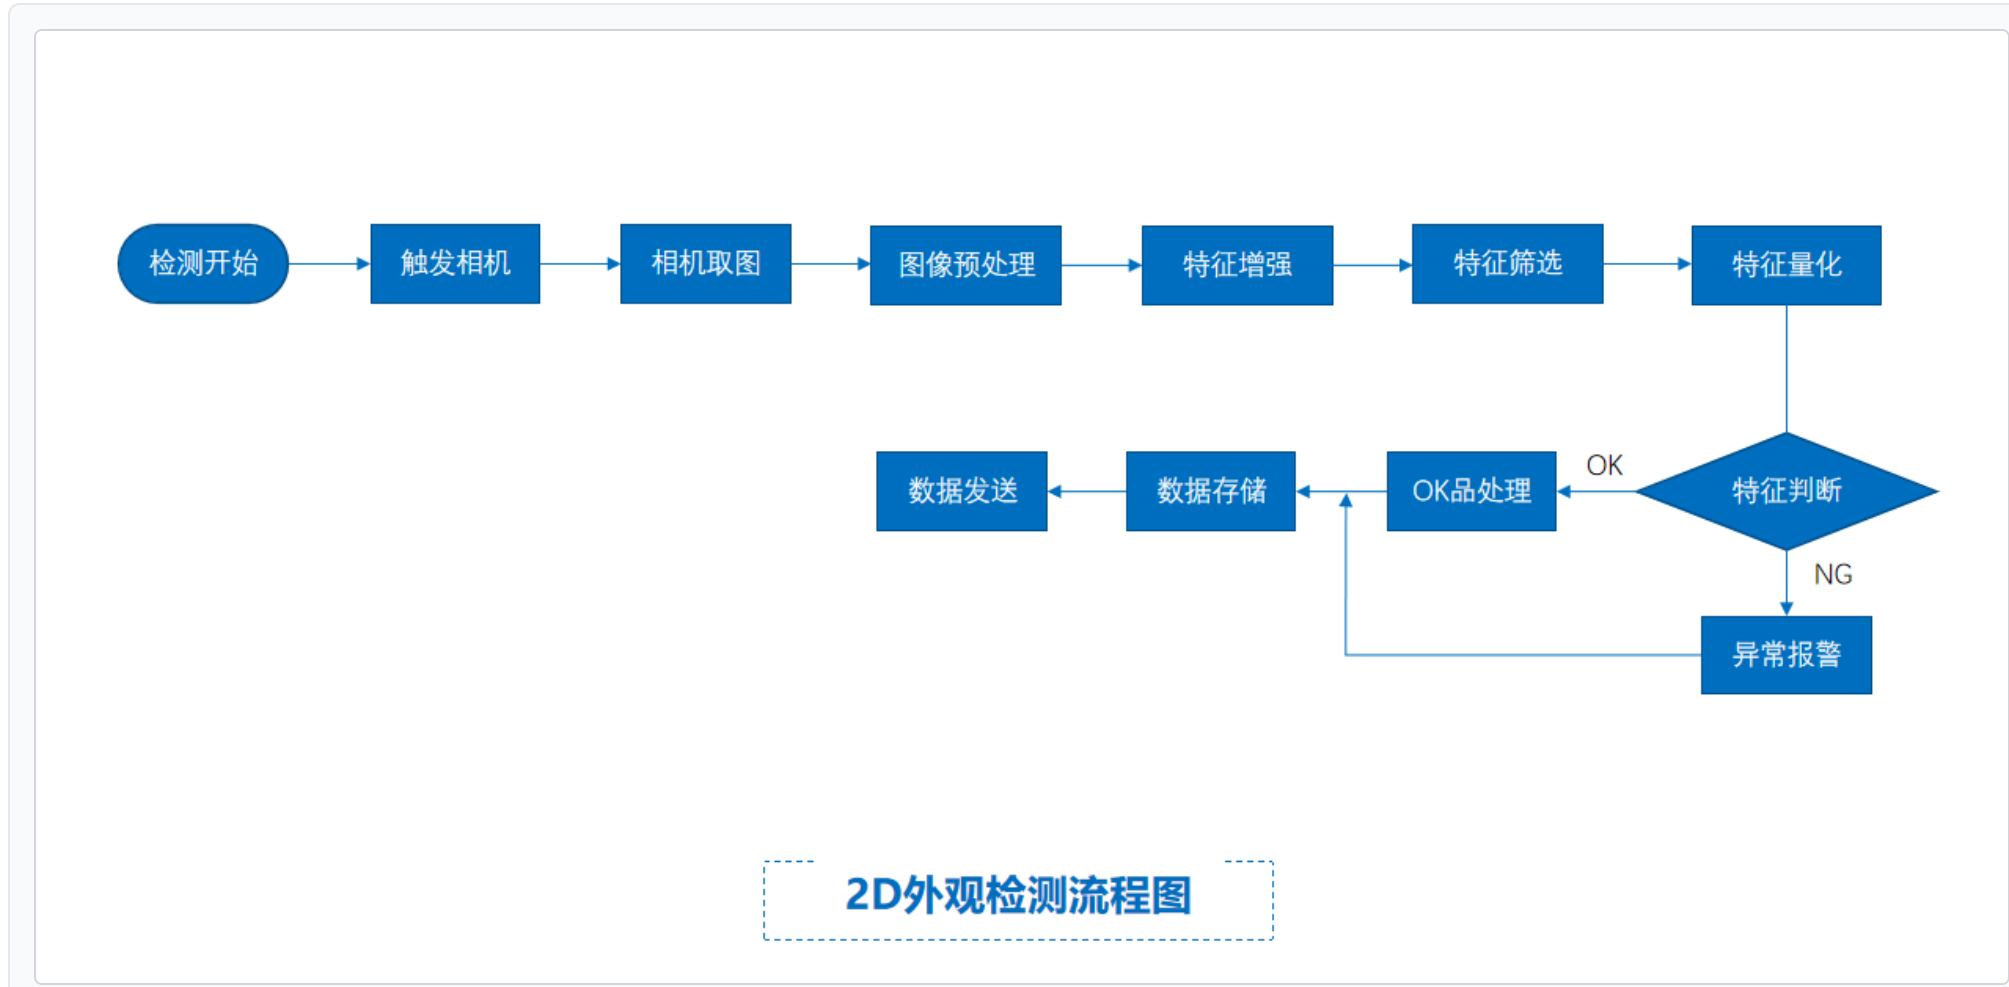 检测开始
触发相机
相机取图
图像预处理
特征增强
特征筛选
特征量化
特征判断
OK
OK品处理
数据存储
数据发送
NG
异常报警
2D外观检测流程图